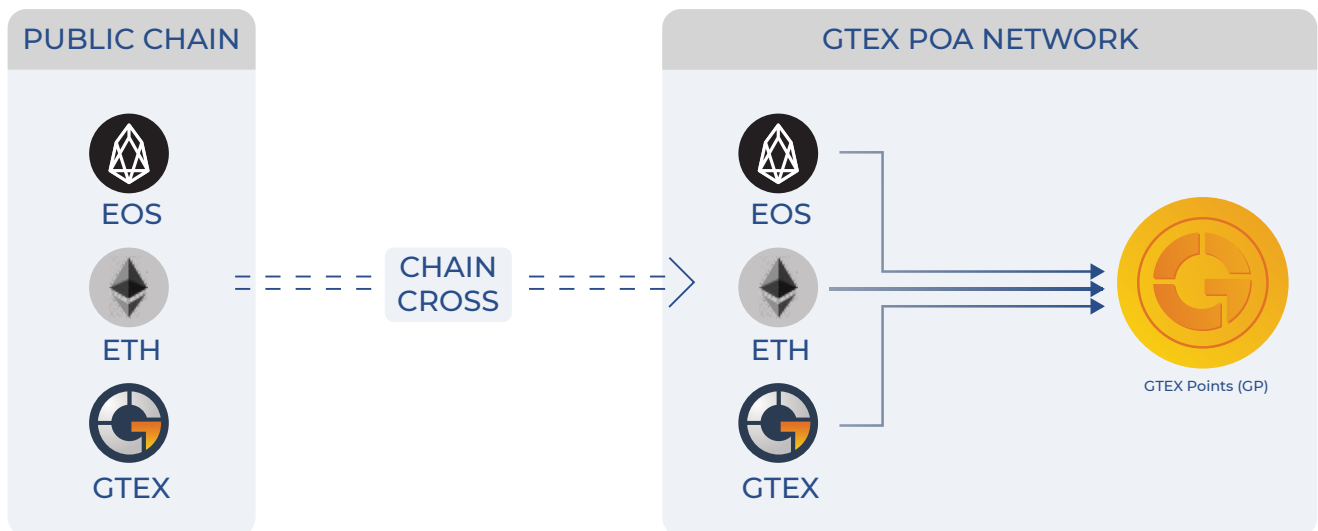 PUBLIC CHAIN
EOS
ETH
GTEX
CHAIN
CROSS
GTEX POA NETWORK
EOS
ETH
GTEX
GTEX Points (GP)